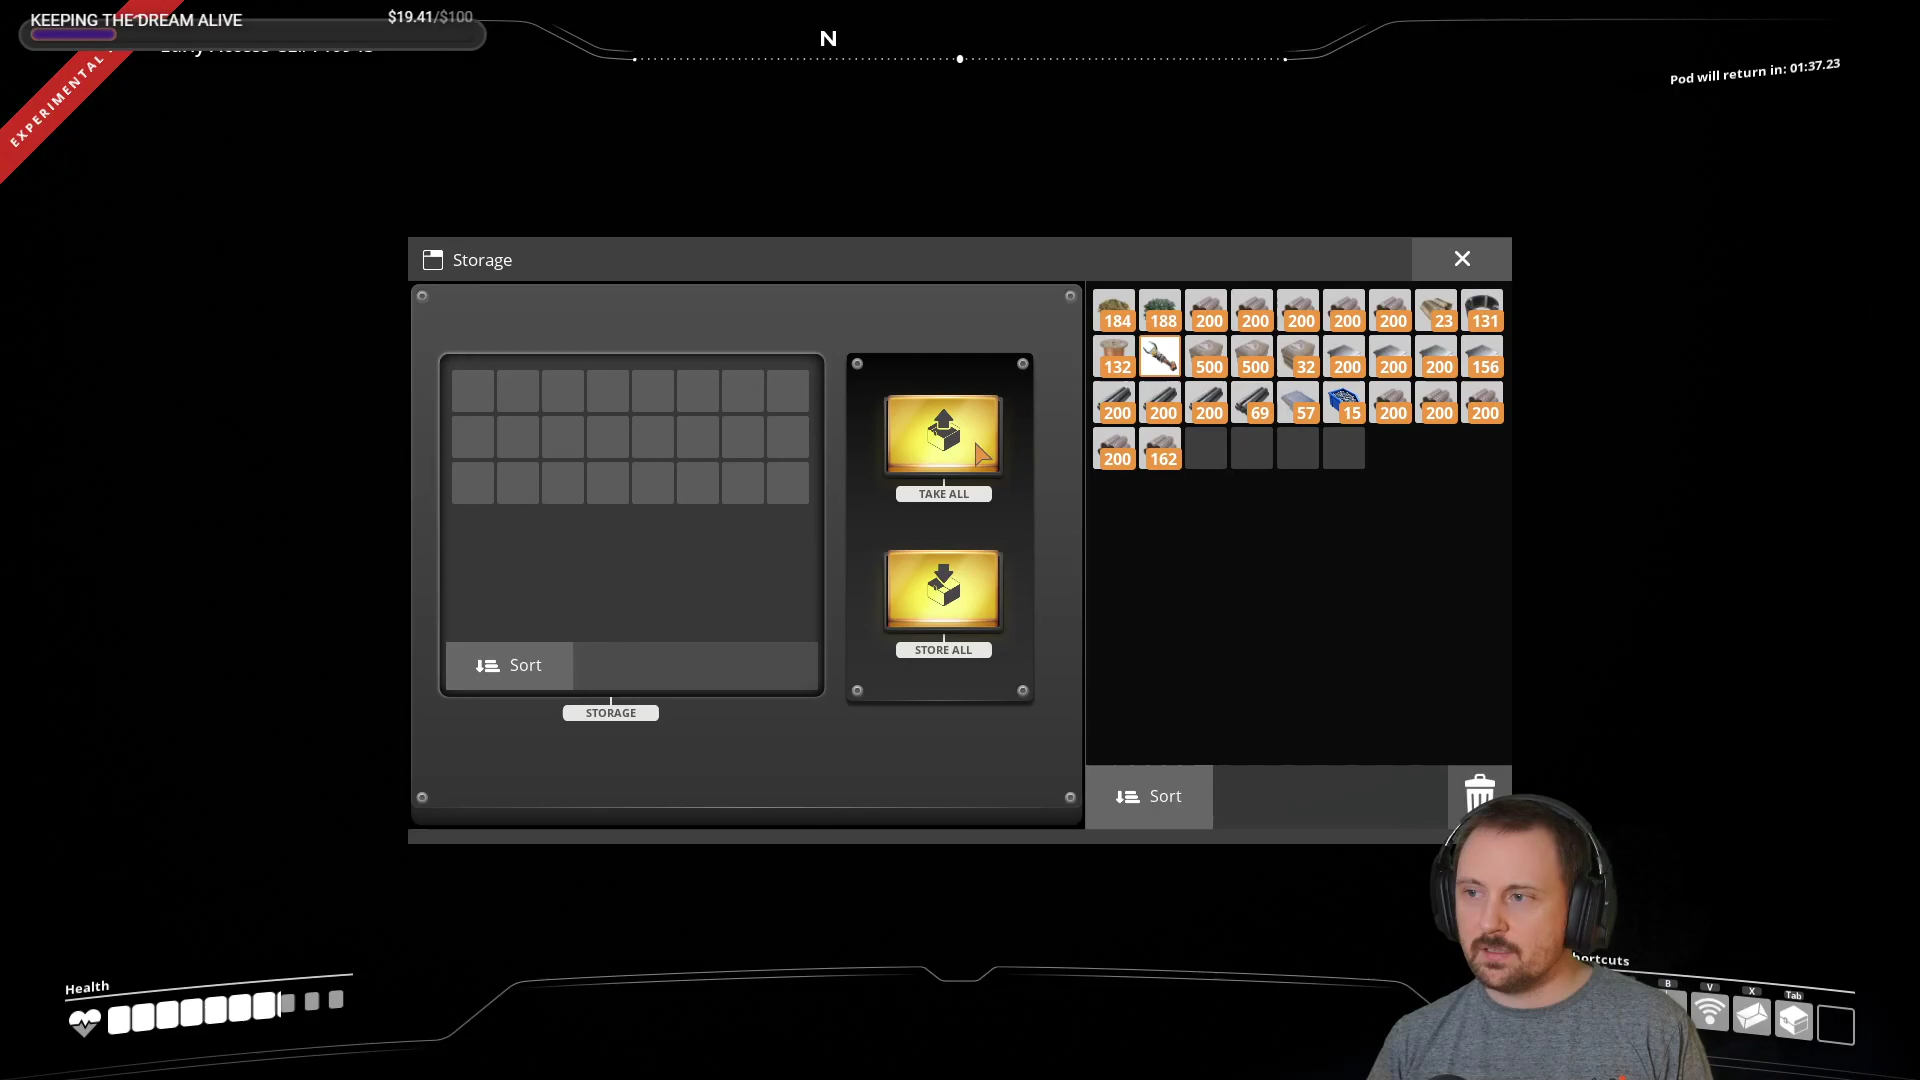 KEEPING THE DREAM ALIVE
$19.41/$100
EXPERIMENTAL
N
Pod will return in: 01:37.23
Storage
184 188 200 200 200 200 200 23 131
132 500 500 32 200 200 200 156
200 200 200 69 57 15 200 200 200
200 162
TAKE ALL
STORE ALL
Sort
STORAGE
Sort
Health
B V X Tab